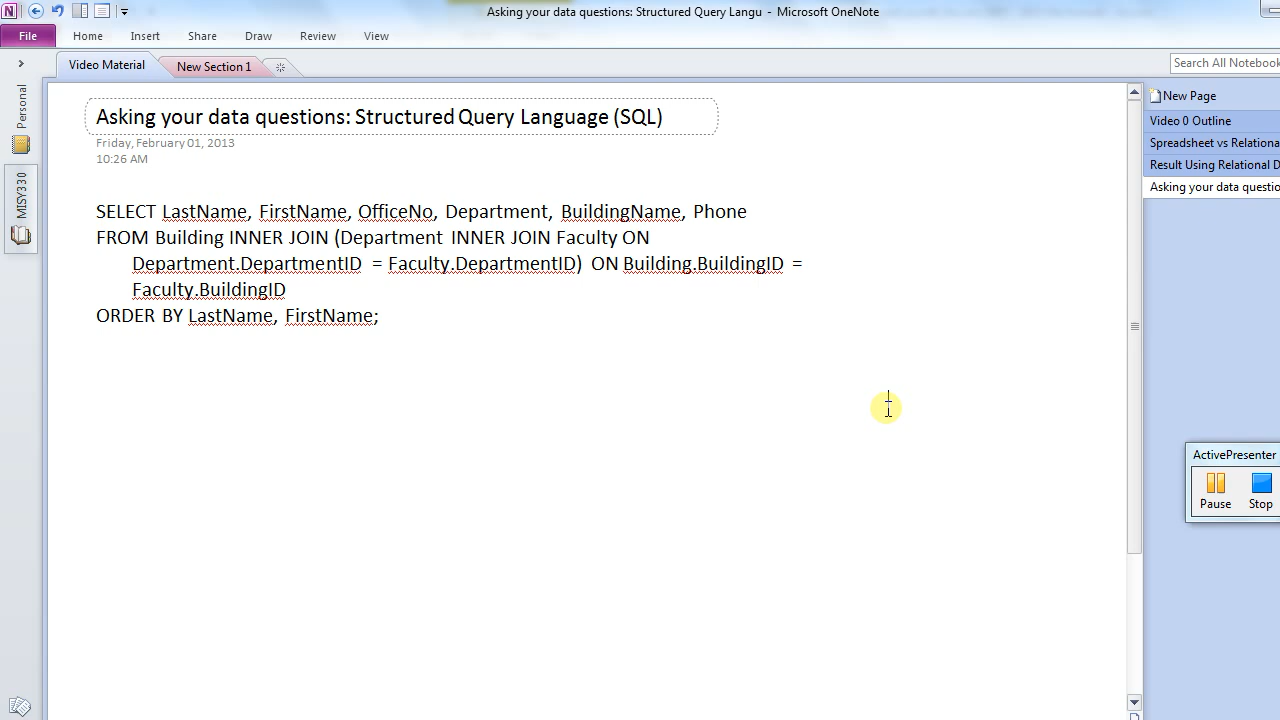 Asking your data questions: Structured Query Langu - Microsoft OneNote
File Home Insert Share Draw Review View
Video Material New Section 1
Search All Notebook
Personal
MISY330
Asking your data questions: Structured Query Language (SQL)
Friday, February 01, 2013
10:26 AM
SELECT LastName, FirstName, OfficeNo, Department, BuildingName, Phone
FROM Building INNER JOIN (Department INNER JOIN Faculty ON
Department.DepartmentID = Faculty.DepartmentID) ON Building.BuildingID =
Faculty.BuildingID
ORDER BY LastName, FirstName;
New Page
Video 0 Outline
Spreadsheet vs Relationa
Result Using Relational D
Asking your data questio
ActivePresenter
Pause Stop